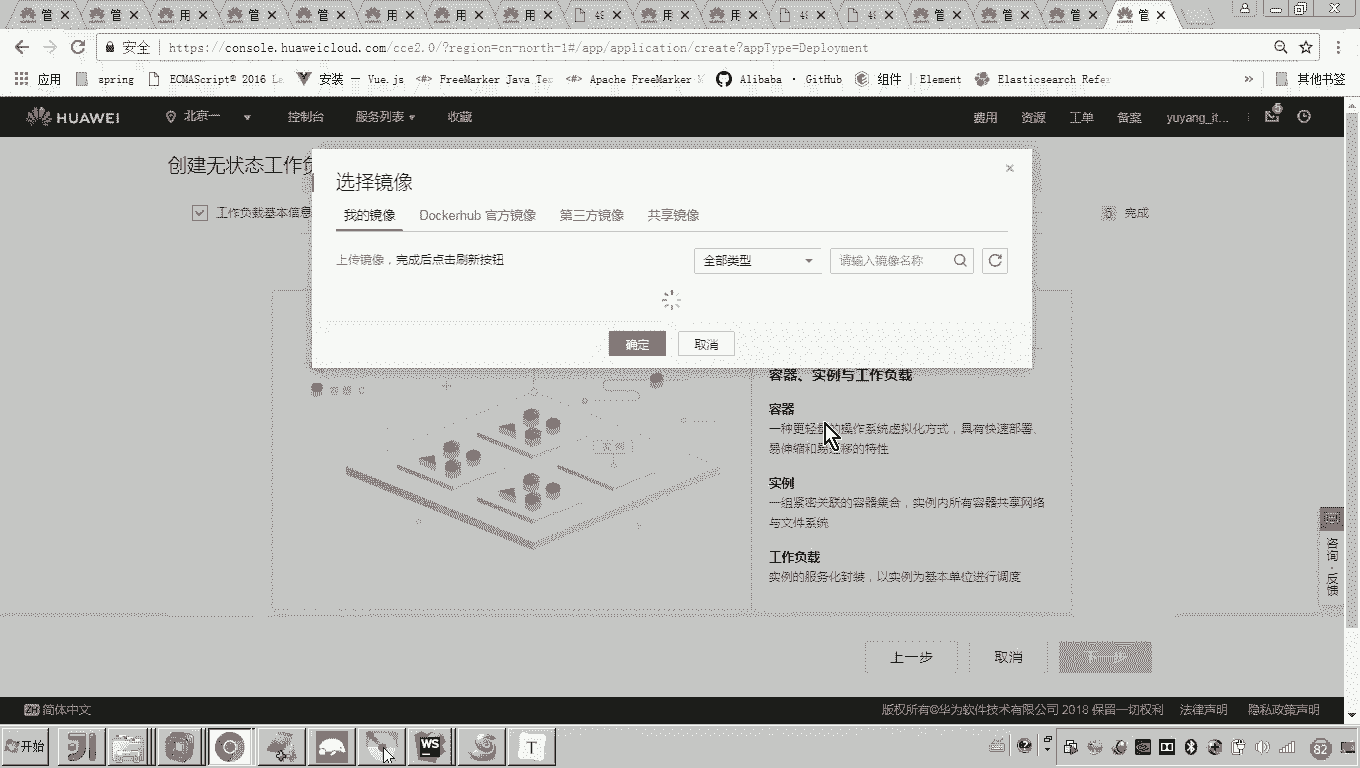 管 管 用 管 管 用 用 用 用 用 管 管 管 管
安全 https://console.huaweicloud.com/cce2.0/?region=cn-north-1#/app/application/create?appType=Deployment
应用 spring ECMAScript® 2016 La 安装 — Vue.js <#> FreeMarker Java Tem <#> Apache FreeMarker Alibaba · GitHub 组件 | Element Elasticsearch Refer » 其他书签
HUAWEI 北京一 控制台 服务列表 收藏 费用 资源 工单 备案 yuyang_it...
创建无状态工作负
工作负载基本信息 完成
选择镜像
我的镜像 Dockerhub 官方镜像 第三方镜像 共享镜像
上传镜像，完成后点击刷新按钮 全部类型 请输入镜像名称
确定 取消
容器 C
实例
容器、实例与工作负载
容器
一种更轻量的操作系统虚拟化方式，具有快速部署、
易伸缩和易迁移的特性
实例
一组紧密关联的容器集合，实例内所有容器共享网络
与文件系统
工作负载
实例的服务化封装，以实例为基本单位进行调度
咨询·反馈
上一步 取消 下一步
ZH 简体中文 版权所有©华为软件技术有限公司 2018 保留一切权利 法律声明 隐私政策声明
开始 WS T 82